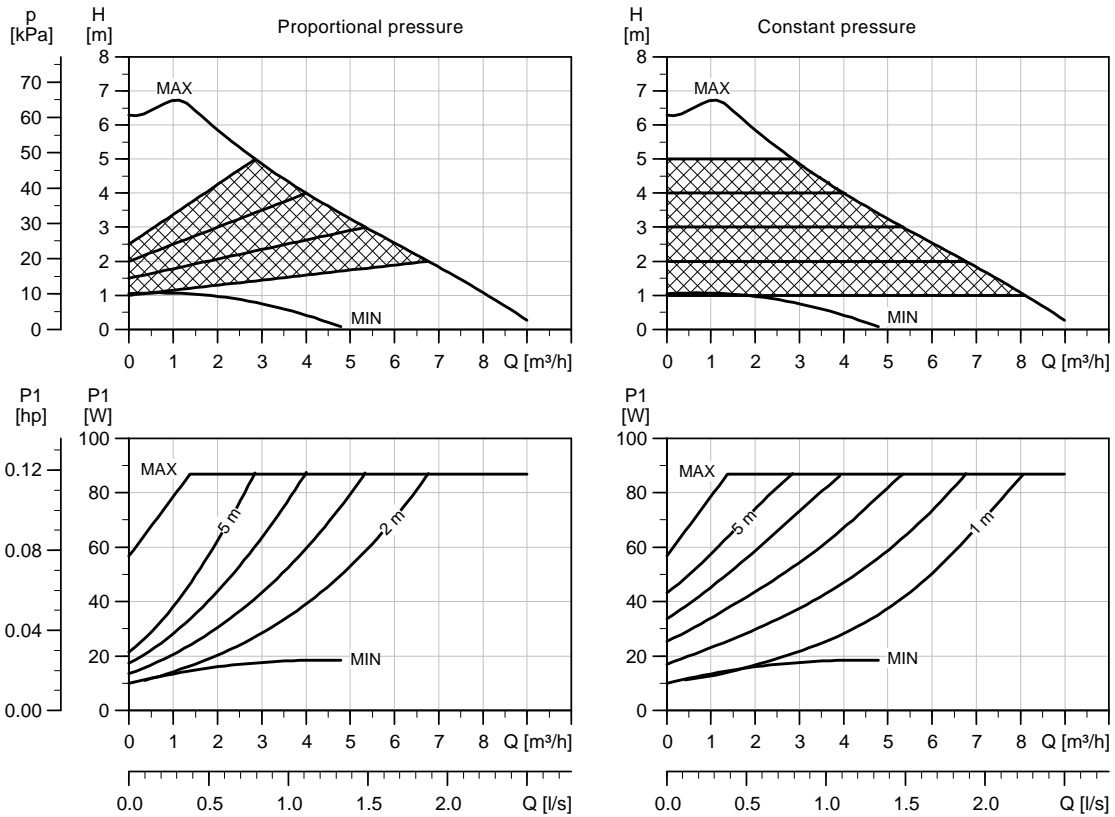 p
[kPa]
H
[m]
Proportional pressure
H
[m]
Constant pressure
8
7
6
5
4
3
2
1
0
70
60
50
40
30
20
10
0
MAX
MIN
0 1 2 3 4 5 6 7 8 Q [m³/h]
8
7
6
5
4
3
2
1
0
MAX
MIN
0 1 2 3 4 5 6 7 8 Q [m³/h]
P1
[hp]
P1
[W]
0.12
0.08
0.04
0.00
100
80
60
40
20
0
MAX
5 m
2 m
MIN
0 1 2 3 4 5 6 7 8 Q [m³/h]
0.0 0.5 1.0 1.5 2.0 Q [l/s]
P1
[W]
100
80
60
40
20
0
MAX
5 m
1 m
MIN
0 1 2 3 4 5 6 7 8 Q [m³/h]
0.0 0.5 1.0 1.5 2.0 Q [l/s]